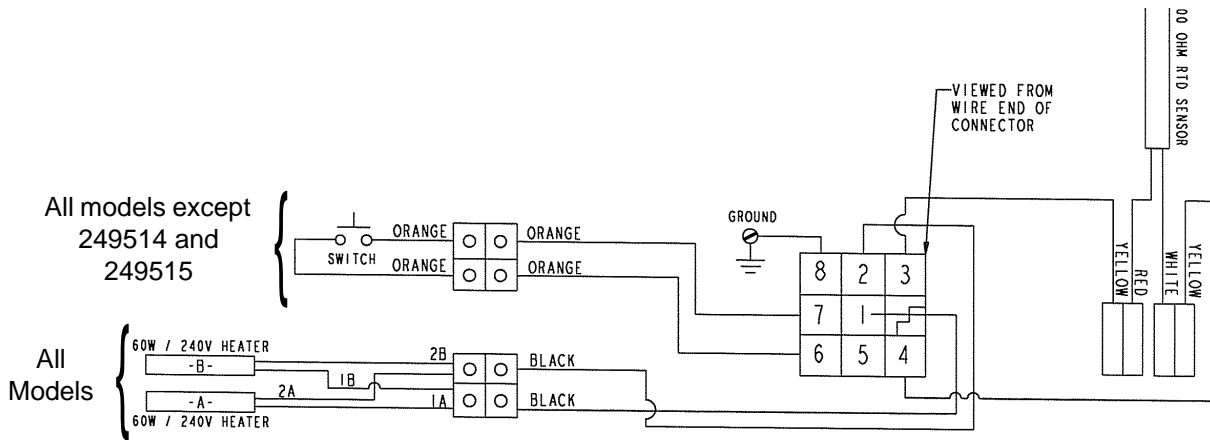 00 OHM RTD SENSOR
VIEWED FROM
WIRE END OF
CONNECTOR
All models except
249514 and
249515
SWITCH
ORANGE
ORANGE
ORANGE
ORANGE
GROUND
8 2 3
7 1
6 5 4
YELLOW
RED
WHITE
YELLOW
All
Models
60W / 240V HEATER
-B-
2B
1B
BLACK
2A
-A-
1A
BLACK
60W / 240V HEATER